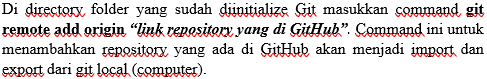 Di directory folder yang sudah diinitialize Git masukkan command git
remote add origin “link repository yang di GitHub”. Command ini untuk
menambahkan repository yang ada di GitHub akan menjadi import dan
export dari git local (computer).